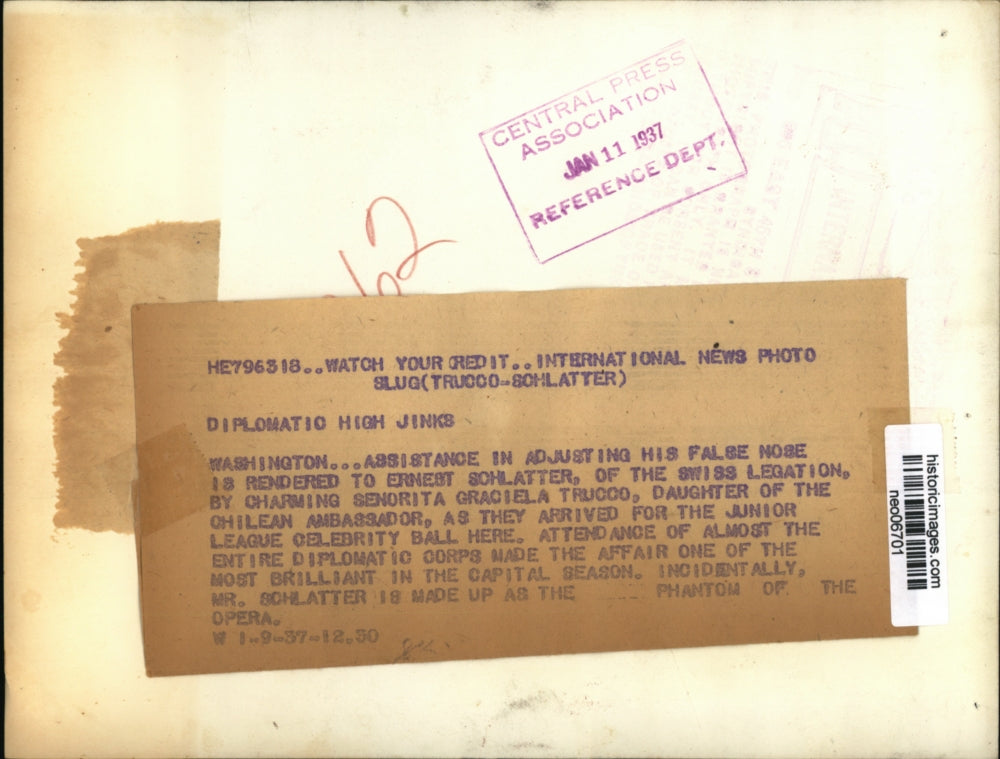 CENTRAL PRESS
ASSOCIATION
JAN 11 1937
REFERENCE DEPT.
62
HE796318..WATCH YOUR CREDIT..INTERNATIONAL NEWS PHOTO
SLUG(TRUCCO-SCHLATTER)
DIPLOMATIC HIGH JINKS
WASHINGTON...ASSISTANCE IN ADJUSTING HIS FALSE NOSE
IS RENDERED TO ERNEST SCHLATTER, OF THE SWISS LEGATION,
BY CHARMING SENORITA GRACIELA TRUCCO, DAUGHTER OF THE
CHILEAN AMBASSADOR, AS THEY ARRIVED FOR THE JUNIOR
LEAGUE CELEBRITY BALL HERE. ATTENDANCE OF ALMOST THE
ENTIRE DIPLOMATIC CORPS MADE THE AFFAIR ONE OF THE
MOST BRILLIANT IN THE CAPITAL SEASON. INCIDENTALLY,
MR. SCHLATTER IS MADE UP AS THE PHANTOM OF THE
OPERA.
W 1-9-37-12.30
historicimages.com
neo06701